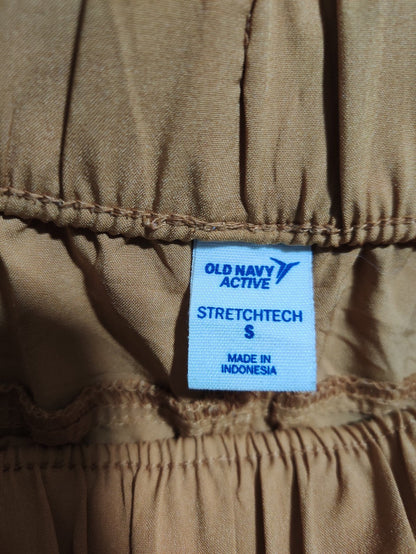 OLD NAVY
ACTIVE
STRETCHTECH
S
MADE IN
INDONESIA